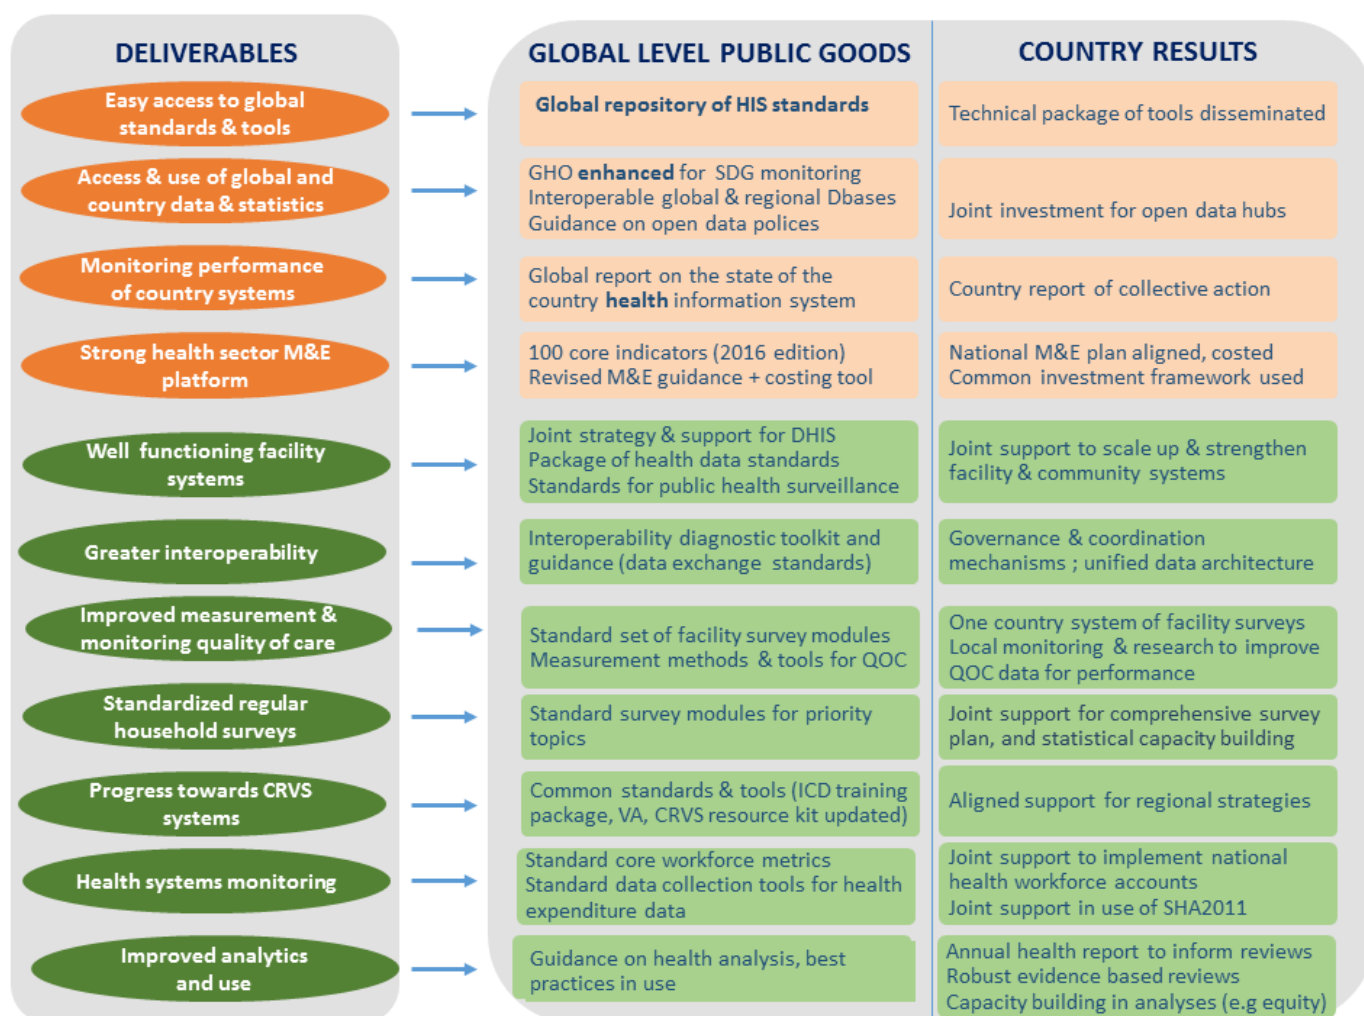 DELIVERABLES
GLOBAL LEVEL PUBLIC GOODS
COUNTRY RESULTS
Easy access to global
standards & tools
Global repository of HIS standards
Technical package of tools disseminated
Access & use of global and
country data & statistics
GHO enhanced for SDG monitoring
Interoperable global & regional Dbases
Guidance on open data polices
Joint investment for open data hubs
Monitoring performance
of country systems
Global report on the state of the
country health information system
Country report of collective action
Strong health sector M&E
platform
100 core indicators (2016 edition)
Revised M&E guidance + costing tool
National M&E plan aligned, costed
Common investment framework used
Well functioning facility
systems
Joint strategy & support for DHIS
Package of health data standards
Standards for public health surveillance
Joint support to scale up & strengthen
facility & community systems
Greater interoperability
Interoperability diagnostic toolkit and
guidance (data exchange standards)
Governance & coordination
mechanisms ; unified data architecture
Improved measurement &
monitoring quality of care
Standard set of facility survey modules
Measurement methods & tools for QOC
One country system of facility surveys
Local monitoring & research to improve
QOC data for performance
Standardized regular
household surveys
Standard survey modules for priority
topics
Joint support for comprehensive survey
plan, and statistical capacity building
Progress towards CRVS
systems
Common standards & tools (ICD training
package, VA, CRVS resource kit updated)
Aligned support for regional strategies
Health systems monitoring
Standard core workforce metrics
Standard data collection tools for health
expenditure data
Joint support to implement national
health workforce accounts
Joint support in use of SHA2011
Improved analytics
and use
Guidance on health analysis, best
practices in use
Annual health report to inform reviews
Robust evidence based reviews
Capacity building in analyses (e.g equity)